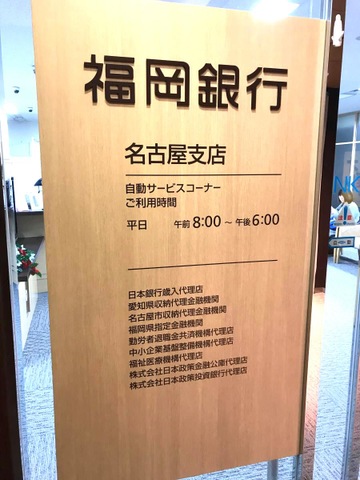 福岡銀行
名古屋支店
自動サービスコーナー
ご利用時間
平日 午前8:00〜午後6:00
日本銀行歳入代理店
愛知県収納代理金融機関
名古屋市収納代理金融機関
福岡県指定金融機関
勤労者退職金共済機構代理店
中小企業基盤整備機構代理店
福祉医療機構代理店
株式会社日本政策金融公庫代理店
株式会社日本政策投資銀行代理店